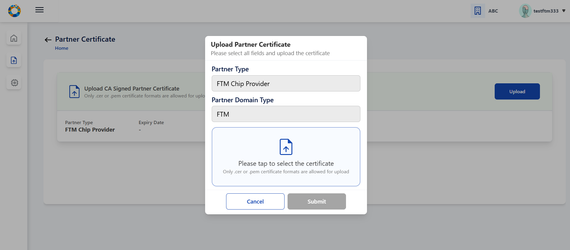 ABC
testftm333
Partner Certificate
Home
Upload CA Signed Partner Certificate
Only .cer or .pem certificate formats are allowed for uplo
Upload
Partner Type
Expiry Date
FTM Chip Provider
-
Upload Partner Certificate
Please select all fields and upload the certificate
Partner Type
FTM Chip Provider
Partner Domain Type
FTM
Please tap to select the certificate
Only .cer or .pem certificate formats are allowed for upload
Cancel
Submit